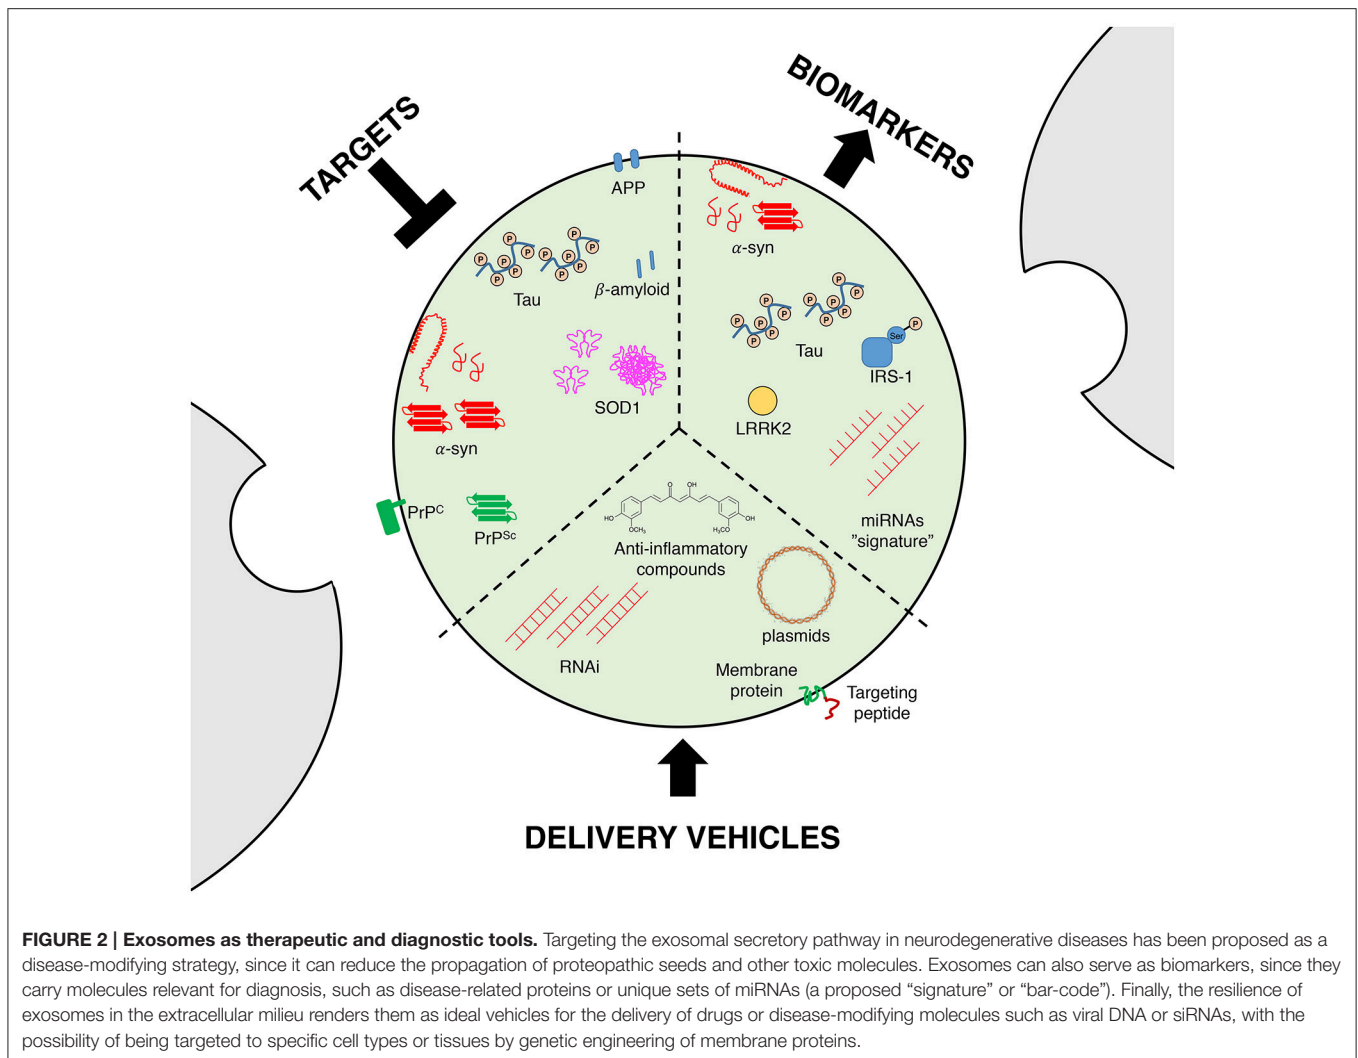 TARGETS
BIOMARKERS
APP
P P P P P P P P P P
Tau
β-amyloid
α-syn
SOD1
α-syn
PrPC
PrPSc
P P P P P P P P P P
Tau
Ser P
IRS-1
LRRK2
miRNAs
”signature”
O OH
HO OCH3 H3CO OH
Anti-inflammatory
compounds
plasmids
RNAi
Membrane
protein
Targeting
peptide
DELIVERY VEHICLES
FIGURE 2 | Exosomes as therapeutic and diagnostic tools. Targeting the exosomal secretory pathway in neurodegenerative diseases has been proposed as a
disease-modifying strategy, since it can reduce the propagation of proteopathic seeds and other toxic molecules. Exosomes can also serve as biomarkers, since they
carry molecules relevant for diagnosis, such as disease-related proteins or unique sets of miRNAs (a proposed “signature” or “bar-code”). Finally, the resilience of
exosomes in the extracellular milieu renders them as ideal vehicles for the delivery of drugs or disease-modifying molecules such as viral DNA or siRNAs, with the
possibility of being targeted to specific cell types or tissues by genetic engineering of membrane proteins.